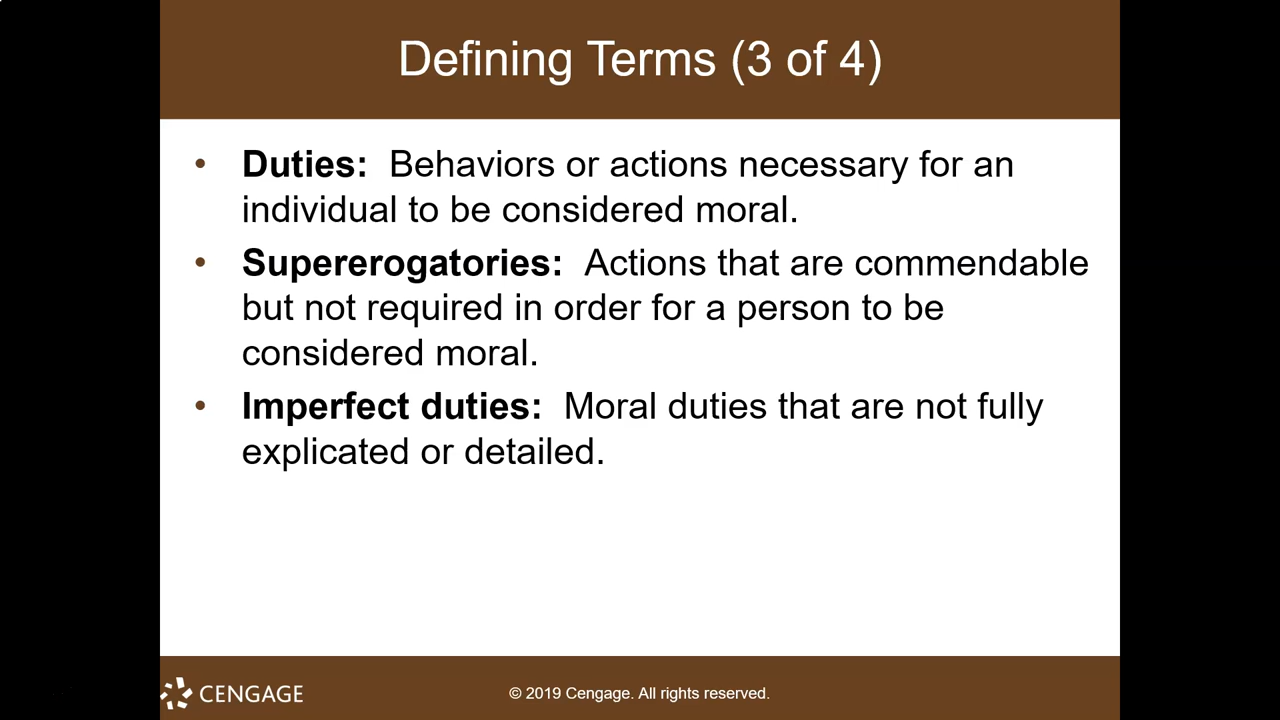 Defining Terms (3 of 4)
• Duties: Behaviors or actions necessary for an
individual to be considered moral.
• Supererogatories: Actions that are commendable
but not required in order for a person to be
considered moral.
• Imperfect duties: Moral duties that are not fully
explicated or detailed.
CENGAGE
© 2019 Cengage. All rights reserved.